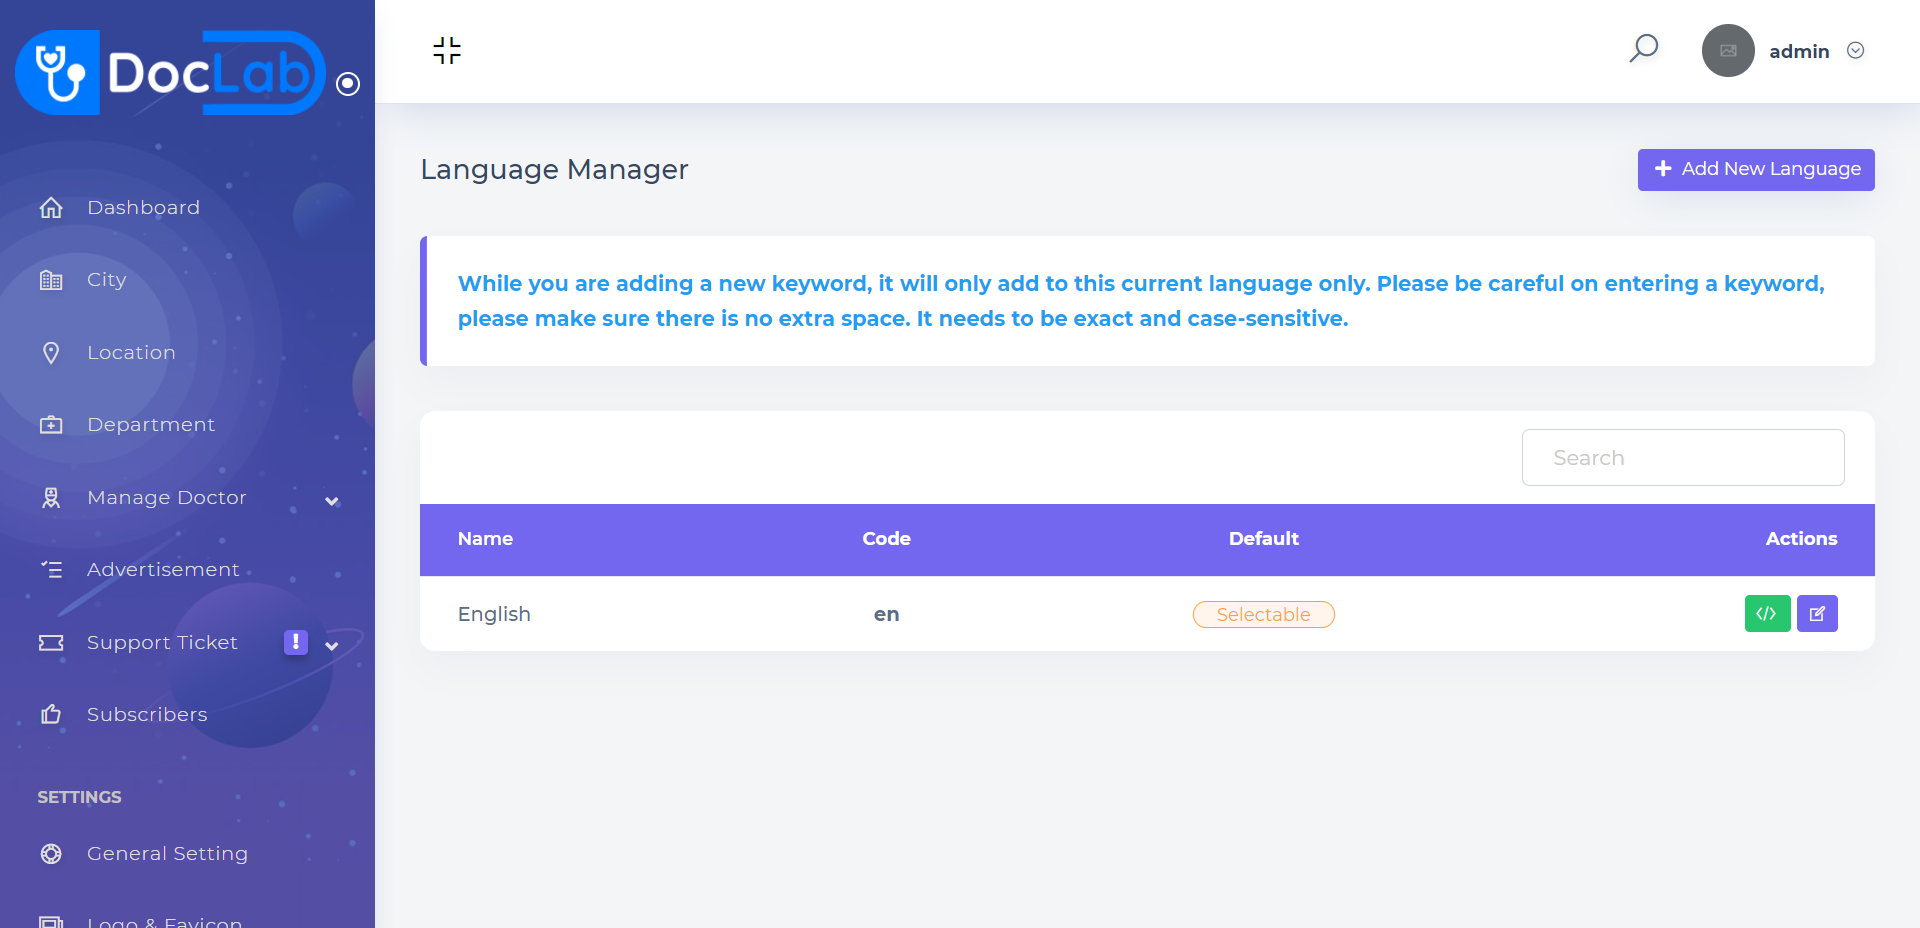 DocLab
admin
Dashboard
City
Location
Department
Manage Doctor
Advertisement
Support Ticket
Subscribers
SETTINGS
General Setting
Logo & Favicon
Language Manager
Add New Language
While you are adding a new keyword, it will only add to this current language only. Please be careful on entering a keyword,
please make sure there is no extra space. It needs to be exact and case-sensitive.
Search
Name Code Default Actions
English en Selectable